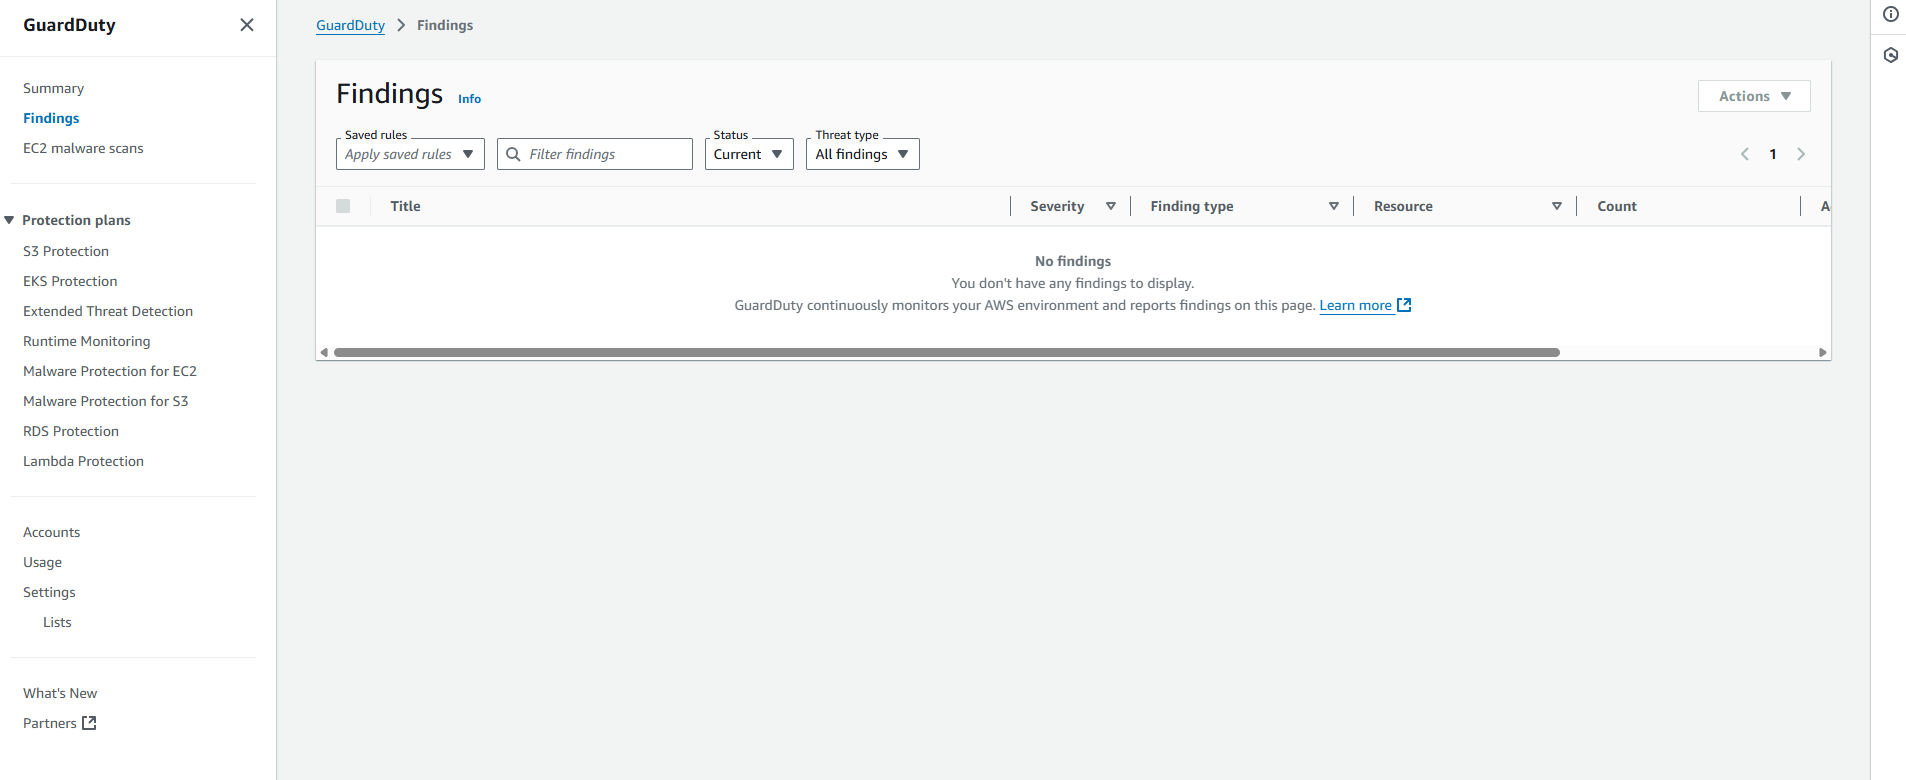 GuardDuty
Summary
Findings
EC2 malware scans
Protection plans
S3 Protection
EKS Protection
Extended Threat Detection
Runtime Monitoring
Malware Protection for EC2
Malware Protection for S3
RDS Protection
Lambda Protection
Accounts
Usage
Settings
Lists
What's New
Partners
GuardDuty > Findings
Findings Info
Actions
Saved rules
Apply saved rules
Filter findings
Status
Current
Threat type
All findings
1
Title Severity Finding type Resource Count A
No findings
You don't have any findings to display.
GuardDuty continuously monitors your AWS environment and reports findings on this page. Learn more